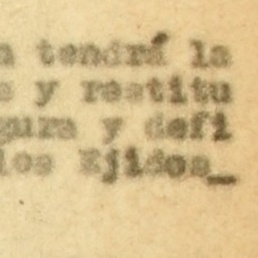 a tendrá la
s y restitu
gura y defi
los Ejidos_